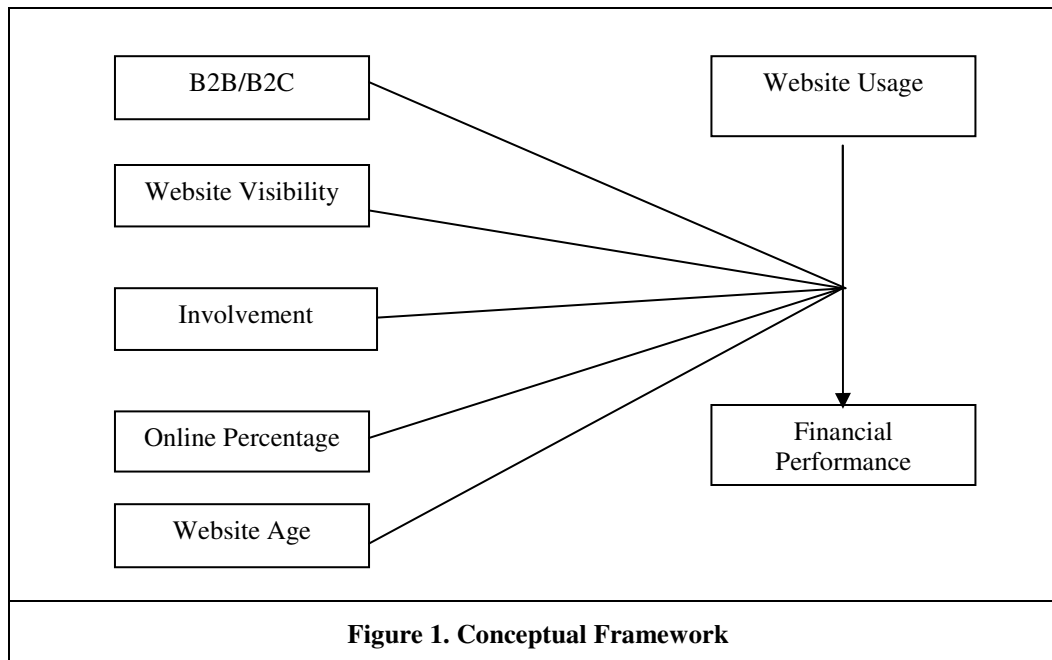 B2B/B2C
Website Visibility
Involvement
Online Percentage
Website Age
Website Usage
Financial
Performance
Figure 1. Conceptual Framework